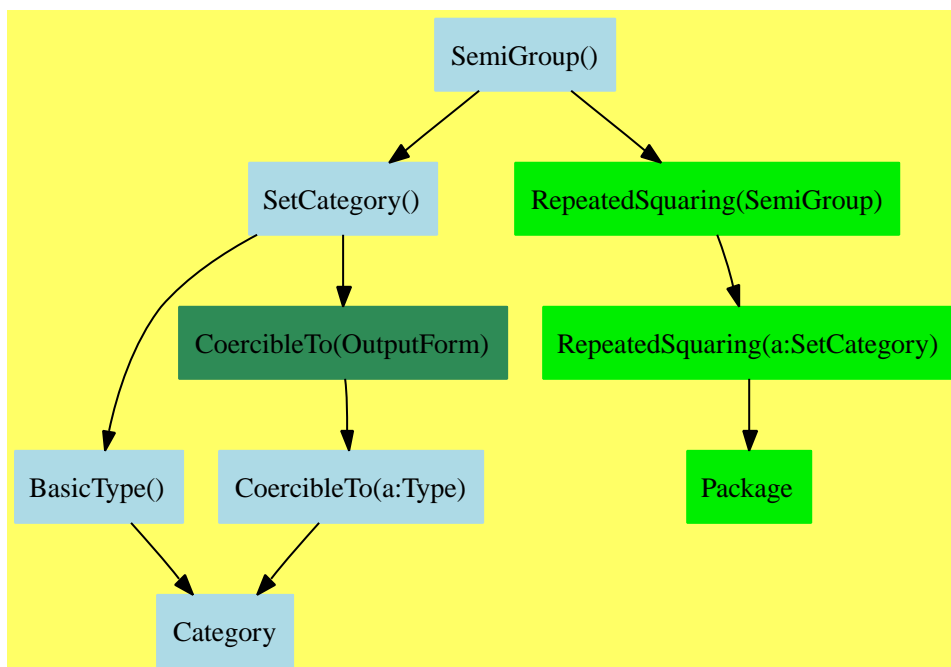 SemiGroup()
SetCategory()
RepeatedSquaring(SemiGroup)
CoercibleTo(OutputForm)
RepeatedSquaring(a:SetCategory)
BasicType()
CoercibleTo(a:Type)
Package
Category